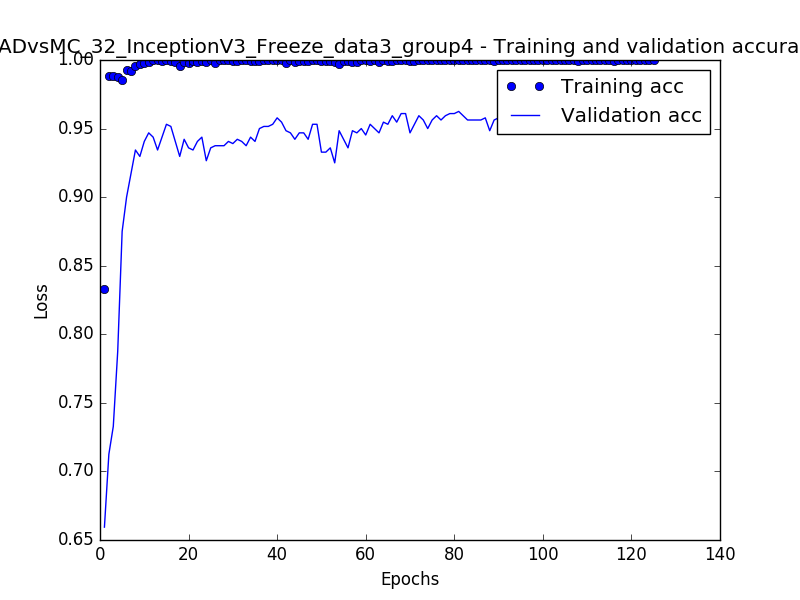 ADvsMC_32_InceptionV3_Freeze_data3_group4 - Training and validation accura
1.00
0.95
0.90
0.85
0.80
0.75
0.70
0.65
Loss
Training acc
Validation acc
0 20 40 60 80 100 120 140
Epochs